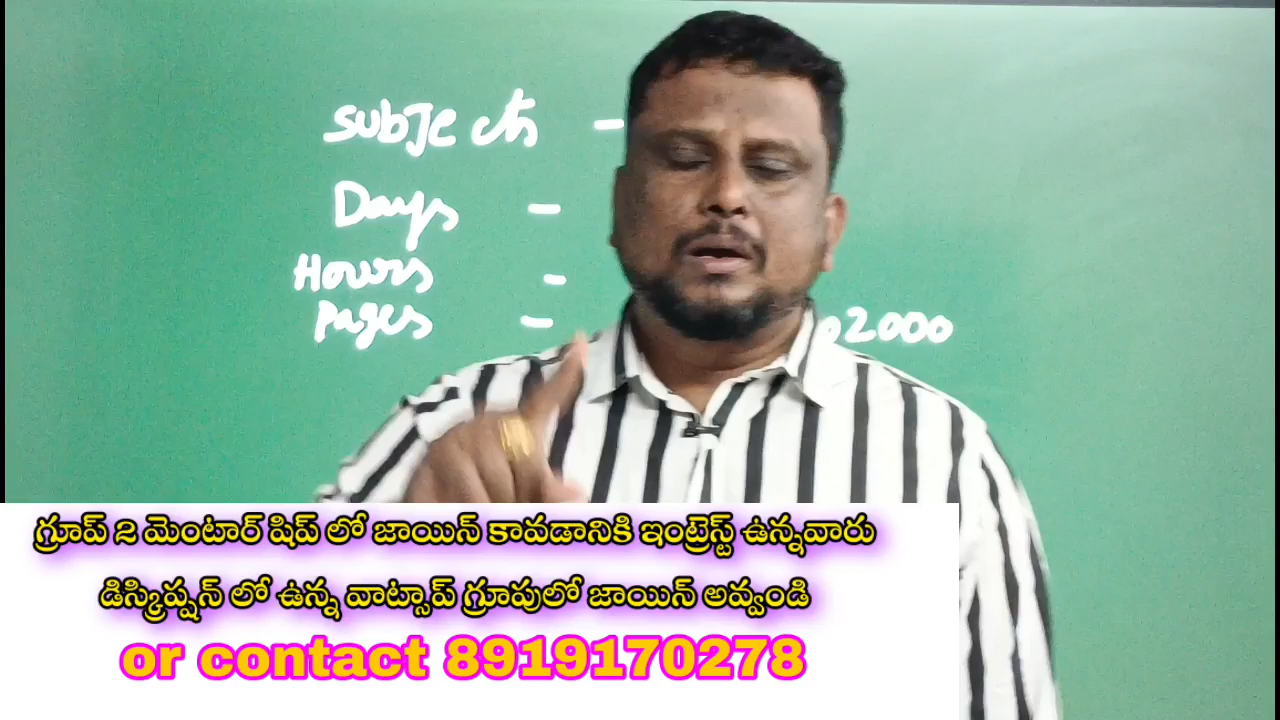 subjects -
Days -
Hours -
Pages - 2000
గ్రూప్ 2 మెంటార్ షిప్ లో జాయిన్ కావడానికి ఇంట్రెస్ట్ ఉన్నవారు
డిస్క్రిప్షన్ లో ఉన్న వాట్సాప్ గ్రూపులో జాయిన్ అవ్వండి
or contact 8919170278